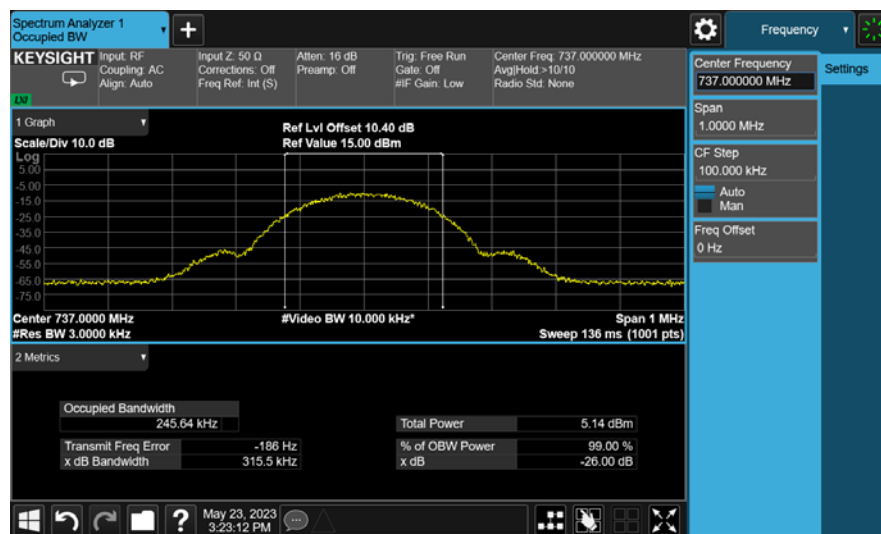 Spectrum Analyzer 1
Occupied BW
+
Frequency
KEYSIGHT
Input: RF
Coupling: AC
Align: Auto
Input Z: 50 Ω
Corrections: Off
Freq Ref: Int (S)
Atten: 16 dB
Preamp: Off
Trig: Free Run
Gate: Off
#IF Gain: Low
Center Freq: 737.000000 MHz
Avg|Hold:>10/10
Radio Std: None
LXI
Center Frequency
737.000000 MHz
Settings
Span
1.0000 MHz
CF Step
100.000 kHz
Auto
Man
Freq Offset
0 Hz
1 Graph
Scale/Div 10.0 dB
Ref Lvl Offset 10.40 dB
Ref Value 15.00 dBm
Log
5.00
-5.00
-15.0
-25.0
-35.0
-45.0
-55.0
-65.0
-75.0
Center 737.0000 MHz
#Res BW 3.0000 kHz
#Video BW 10.000 kHz*
Span 1 MHz
Sweep 136 ms (1001 pts)
2 Metrics
Occupied Bandwidth
245.64 kHz
Total Power 5.14 dBm
Transmit Freq Error -186 Hz
% of OBW Power 99.00 %
x dB Bandwidth 315.5 kHz
x dB -26.00 dB
?
May 23, 2023
3:23:12 PM